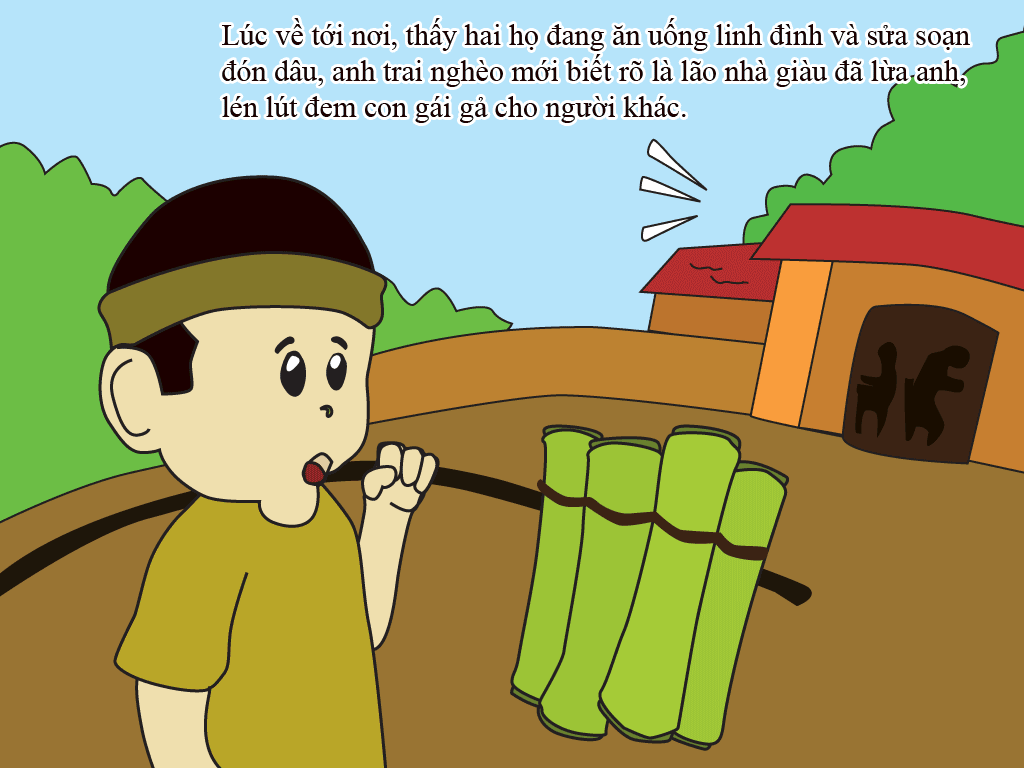 Lúc về tới nơi, thấy hai họ đang ăn uống linh đình và sửa soạn
đón dâu, anh trai nghèo mới biết rõ là lão nhà giàu đã lừa anh,
lén lút đem con gái gả cho người khác.